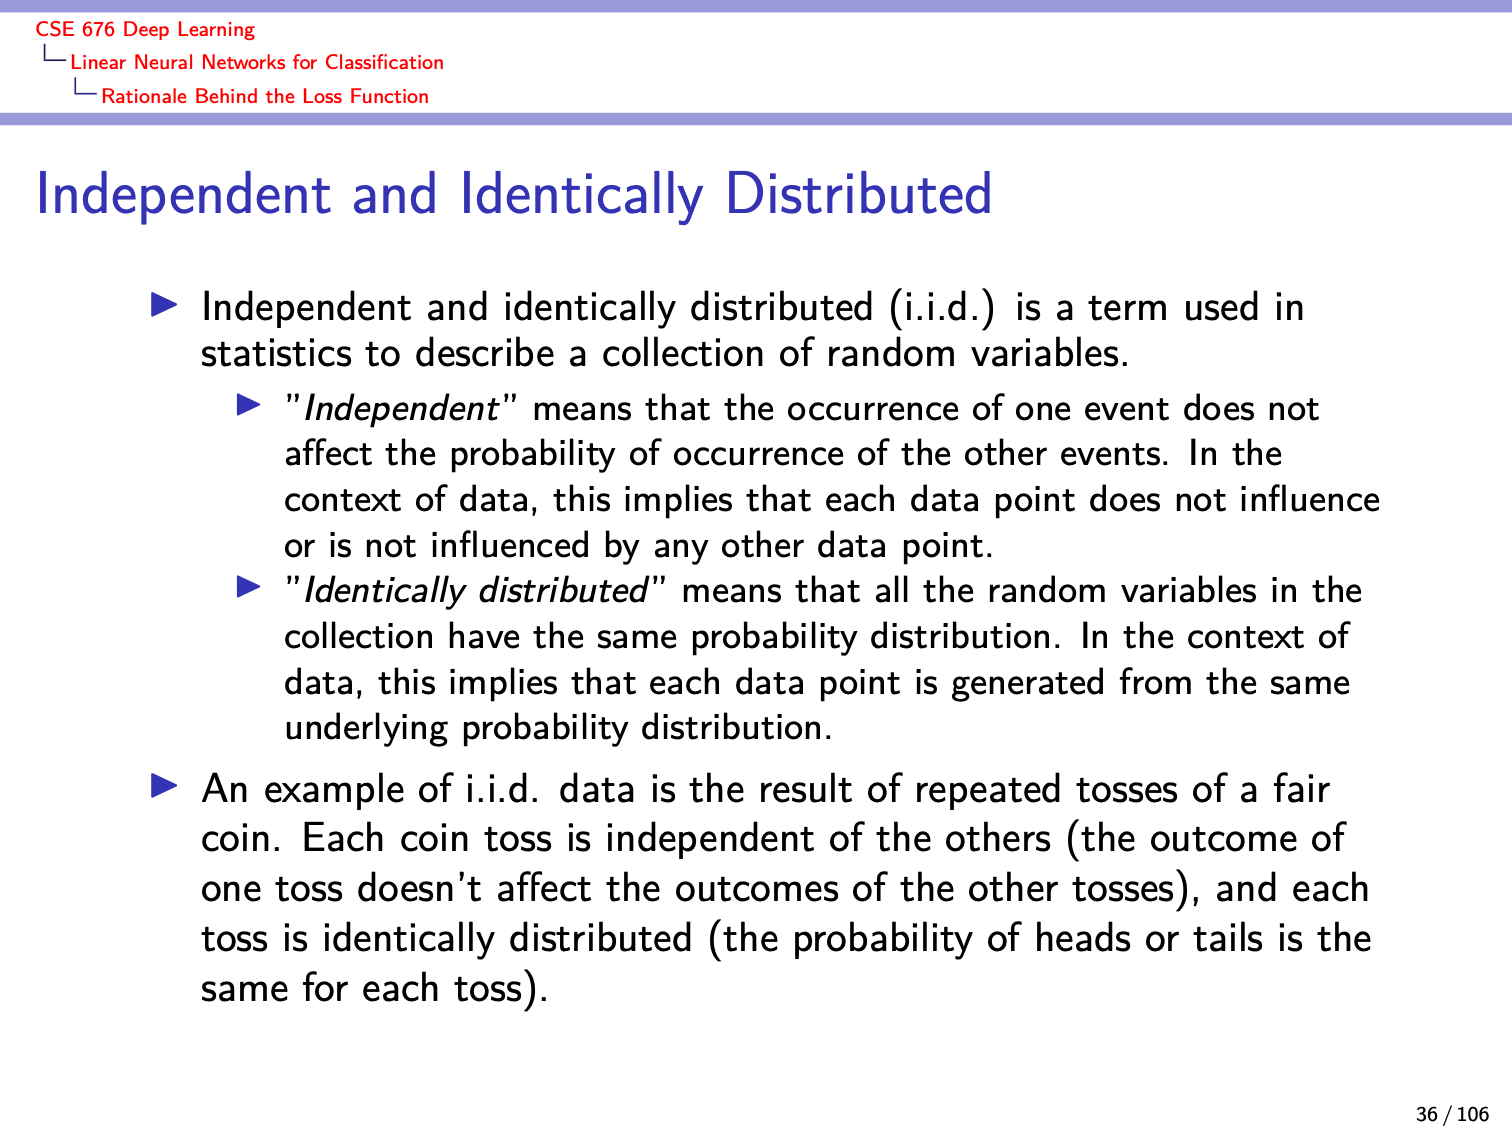 CSE 676 Deep Learning
Linear Neural Networks for Classification
Rationale Behind the Loss Function
Independent and Identically Distributed
Independent and identically distributed (i.i.d.) is a term used in
statistics to describe a collection of random variables.
”Independent” means that the occurrence of one event does not
affect the probability of occurrence of the other events. In the
context of data, this implies that each data point does not influence
or is not influenced by any other data point.
”Identically distributed” means that all the random variables in the
collection have the same probability distribution. In the context of
data, this implies that each data point is generated from the same
underlying probability distribution.
An example of i.i.d. data is the result of repeated tosses of a fair
coin. Each coin toss is independent of the others (the outcome of
one toss doesn’t affect the outcomes of the other tosses), and each
toss is identically distributed (the probability of heads or tails is the
same for each toss).
36 / 106